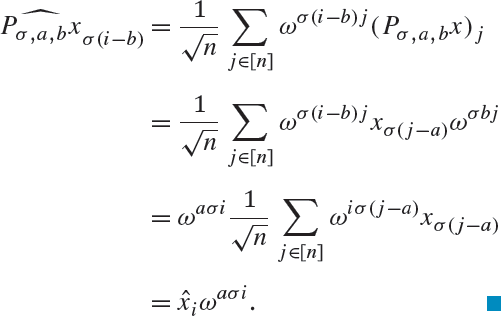 $\widehat{P_{\sigma,a,b}x}_{\sigma(i-b)} = \frac{1}{\sqrt{n}} \sum_{j\in[n]} \omega^{\sigma(i-b)j} (P_{\sigma,a,b}x)_j$
$= \frac{1}{\sqrt{n}} \sum_{j\in[n]} \omega^{\sigma(i-b)j} x_{\sigma(j-a)} \omega^{\sigma bj}$
$= \omega^{a\sigma i} \frac{1}{\sqrt{n}} \sum_{j\in[n]} \omega^{i\sigma(j-a)} x_{\sigma(j-a)}$
$= \hat{x}_i \omega^{a\sigma i}.$ ■